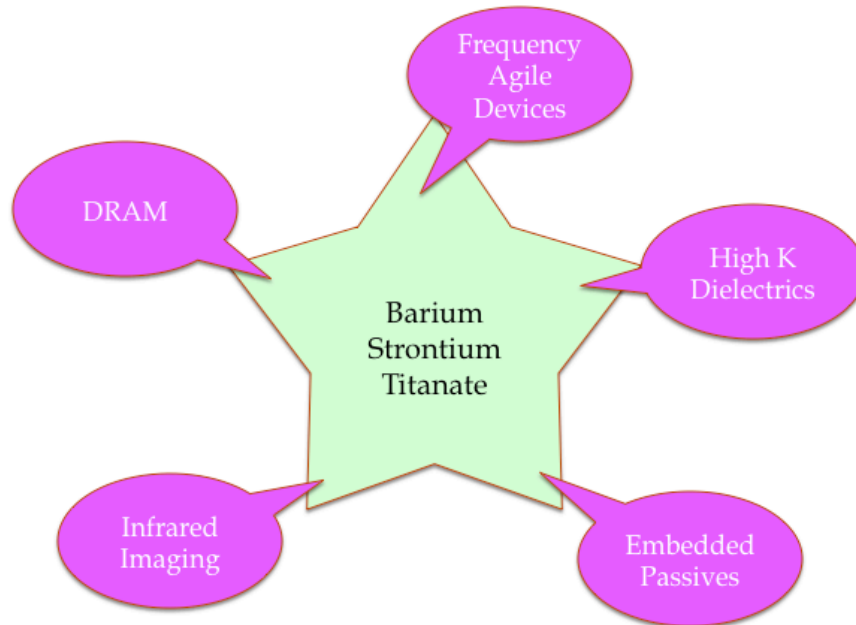 Frequency
Agile
Devices
DRAM
High K
Dielectrics
Barium
Strontium
Titanate
Infrared
Imaging
Embedded
Passives